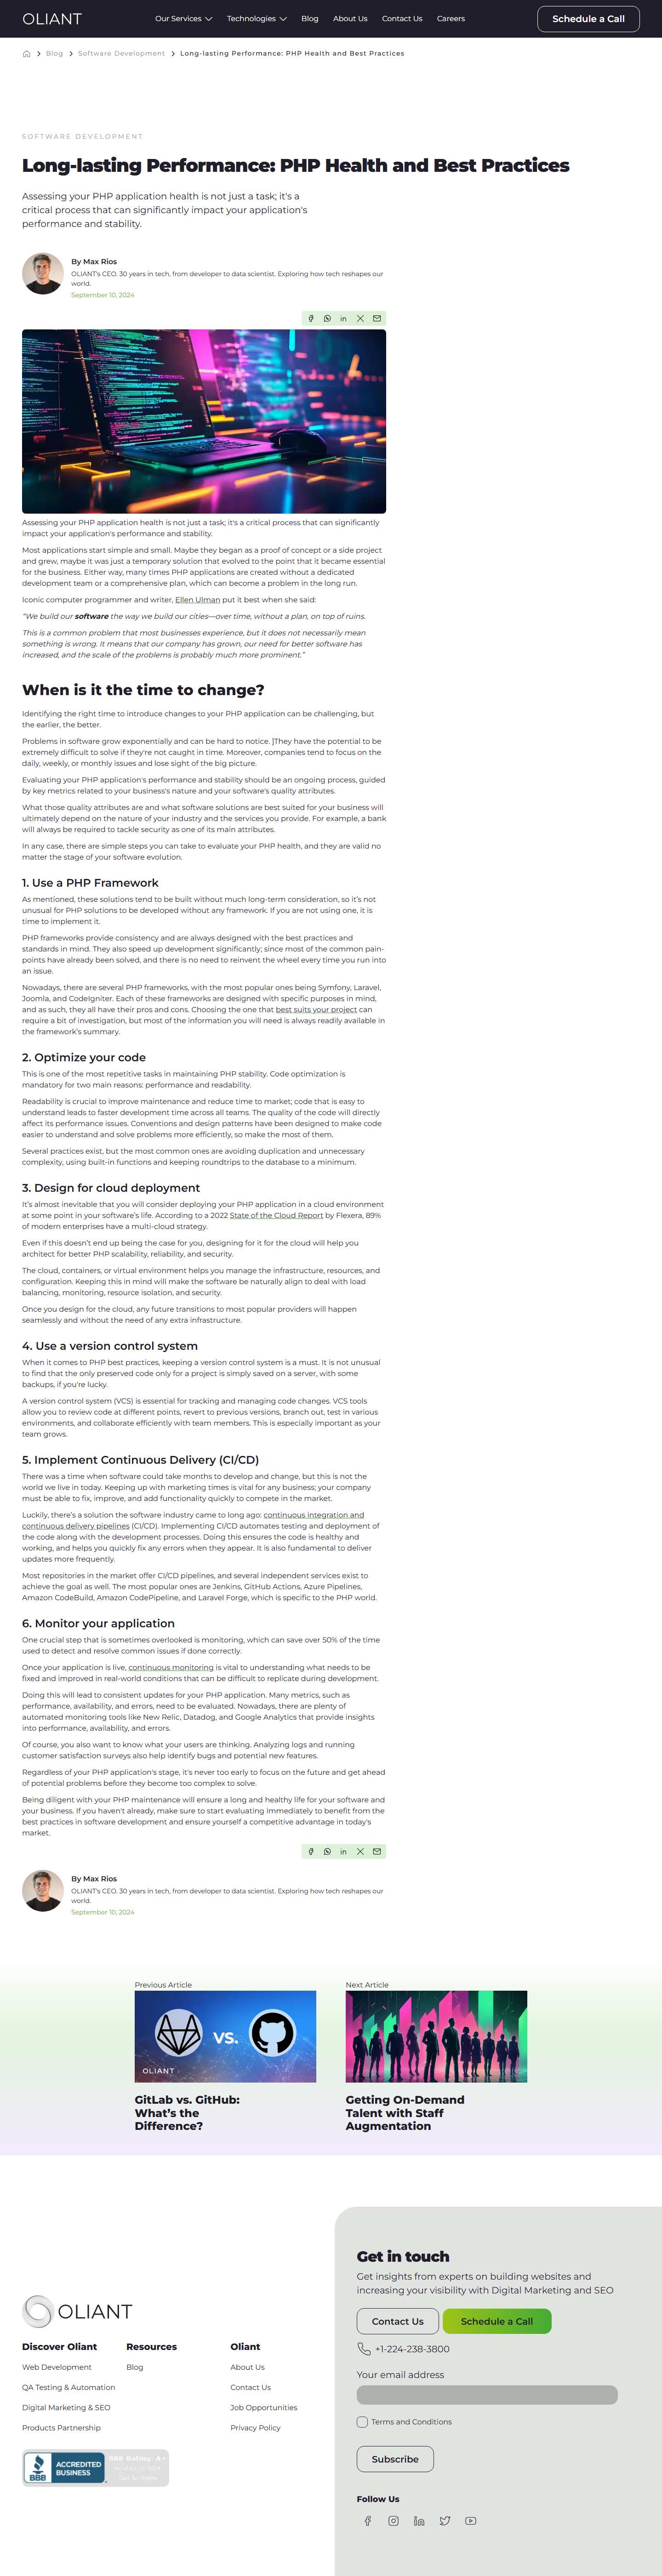 OLIANT
Our Services
Technologies
Blog
About Us
Contact Us
Careers
Schedule a Call
Blog
Software Development
Long-lasting Performance: PHP Health and Best Practices
SOFTWARE DEVELOPMENT
Long-lasting Performance: PHP Health and Best Practices
Assessing your PHP application health is not just a task; it's a
critical process that can significantly impact your application's
performance and stability.
By Max Rios
OLIANT's CEO. 30 years in tech, from developer to data scientist. Exploring how tech reshapes our
world.
September 10, 2024
Assessing your PHP application health is not just a task; it's a critical process that can significantly
impact your application's performance and stability.
Most applications start simple and small. Maybe they began as a proof of concept or a side project
and grew, maybe it was just a temporary solution that evolved to the point that it became essential
for the business. Either way, many times PHP applications are created without a dedicated
development team or a comprehensive plan, which can become a problem in the long run.
Iconic computer programmer and writer, Ellen Ulman put it best when she said:
"We build our software the way we build our cities—over time, without a plan, on top of ruins.
This is a common problem that most businesses experience, but it does not necessarily mean
something is wrong. It means that our company has grown, our need for better software has
increased, and the scale of the problems is probably much more prominent."
When is it the time to change?
Identifying the right time to introduce changes to your PHP application can be challenging, but
the earlier, the better.
Problems in software grow exponentially and can be hard to notice. ]They have the potential to be
extremely difficult to solve if they're not caught in time. Moreover, companies tend to focus on the
daily, weekly, or monthly issues and lose sight of the big picture.
Evaluating your PHP application's performance and stability should be an ongoing process, guided
by key metrics related to your business's nature and your software's quality attributes.
What those quality attributes are and what software solutions are best suited for your business will
ultimately depend on the nature of your industry and the services you provide. For example, a bank
will always be required to tackle security as one of its main attributes.
In any case, there are simple steps you can take to evaluate your PHP health, and they are valid no
matter the stage of your software evolution.
1. Use a PHP Framework
As mentioned, these solutions tend to be built without much long-term consideration, so it's not
unusual for PHP solutions to be developed without any framework. If you are not using one, it is
time to implement it.
PHP frameworks provide consistency and are always designed with the best practices and
standards in mind. They also speed up development significantly; since most of the common pain-
points have already been solved, and there is no need to reinvent the wheel every time you run into
an issue.
Nowadays, there are several PHP frameworks, with the most popular ones being Symfony, Laravel,
Joomla, and CodeIgniter. Each of these frameworks are designed with specific purposes in mind,
and as such, they all have their pros and cons. Choosing the one that best suits your project can
require a bit of investigation, but most of the information you will need is always readily available in
the framework's summary.
2. Optimize your code
This is one of the most repetitive tasks in maintaining PHP stability. Code optimization is
mandatory for two main reasons: performance and readability.
Readability is crucial to improve maintenance and reduce time to market; code that is easy to
understand leads to faster development time across all teams. The quality of the code will directly
affect its performance issues. Conventions and design patterns have been designed to make code
easier to understand and solve problems more efficiently, so make the most of them.
Several practices exist, but the most common ones are avoiding duplication and unnecessary
complexity, using built-in functions and keeping roundtrips to the database to a minimum.
3. Design for cloud deployment
It's almost inevitable that you will consider deploying your PHP application in a cloud environment
at some point in your software's life. According to a 2022 State of the Cloud Report by Flexera, 89%
of modern enterprises have a multi-cloud strategy.
Even if this doesn't end up being the case for you, designing for it for the cloud will help you
architect for better PHP scalability, reliability, and security.
The cloud, containers, or virtual environment helps you manage the infrastructure, resources, and
configuration. Keeping this in mind will make the software be naturally align to deal with load
balancing, monitoring, resource isolation, and security.
Once you design for the cloud, any future transitions to most popular providers will happen
seamlessly and without the need of any extra infrastructure.
4. Use a version control system
When it comes to PHP best practices, keeping a version control system is a must. It is not unusual
to find that the only preserved code only for a project is simply saved on a server, with some
backups, if you're lucky.
A version control system (VCS) is essential for tracking and managing code changes. VCS tools
allow you to review code at different points, revert to previous versions, branch out, test in various
environments, and collaborate efficiently with team members. This is especially important as your
team grows.
5. Implement Continuous Delivery (CI/CD)
There was a time when software could take months to develop and change, but this is not the
world we live in today. Keeping up with marketing times is vital for any business; your company
must be able to fix, improve, and add functionality quickly to compete in the market.
Luckily, there's a solution the software industry came to long ago: continuous integration and
continuous delivery pipelines (CI/CD). Implementing CI/CD automates testing and deployment of
the code along with the development processes. Doing this ensures the code is healthy and
working, and helps you quickly fix any errors when they appear. It is also fundamental to deliver
updates more frequently.
Most repositories in the market offer CI/CD pipelines, and several independent services exist to
achieve the goal as well. The most popular ones are Jenkins, GitHub Actions, Azure Pipelines,
Amazon CodeBuild, Amazon CodePipeline, and Laravel Forge, which is specific to the PHP world.
6. Monitor your application
One crucial step that is sometimes overlooked is monitoring, which can save over 50% of the time
used to detect and resolve common issues if done correctly.
Once your application is live, continuous monitoring is vital to understanding what needs to be
fixed and improved in real-world conditions that can be difficult to replicate during development.
Doing this will lead to consistent updates for your PHP application. Many metrics, such as
performance, availability, and errors, need to be evaluated. Nowadays, there are plenty of
automated monitoring tools like New Relic, Datadog, and Google Analytics that provide insights
into performance, availability, and errors.
Of course, you also want to know what your users are thinking. Analyzing logs and running
customer satisfaction surveys also help identify bugs and potential new features.
Regardless of your PHP application's stage, it's never too early to focus on the future and get ahead
of potential problems before they become too complex to solve.
Being diligent with your PHP maintenance will ensure a long and healthy life for your software and
your business. If you haven't already, make sure to start evaluating immediately to benefit from the
best practices in software development and ensure yourself a competitive advantage in today's
market.
By Max Rios
OLIANT's CEO. 30 years in tech, from developer to data scientist. Exploring how tech reshapes our
world.
September 10, 2024
Previous Article
VS.
OLIANT
GitLab vs. GitHub:
What's the
Difference?
Next Article
Getting On-Demand
Talent with Staff
Augmentation
OLIANT
Discover Oliant
Web Development
QA Testing & Automation
Digital Marketing & SEO
Products Partnership
Resources
Blog
Oliant
About Us
Contact Us
Job Opportunities
Privacy Policy
BBB
ACCREDITED
BUSINESS
BBB Rating: A+
Get in touch
Get insights from experts on building websites and
increasing your visibility with Digital Marketing and SEO
Contact Us
Schedule a Call
+1-224-238-3800
Your email address
Terms and Conditions
Subscribe
Follow Us